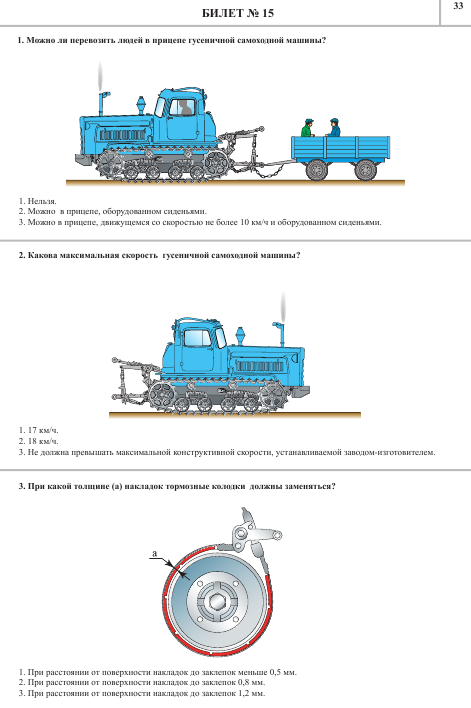 33
БИЛЕТ № 15
1. Можно ли перевозить людей в прицепе гусеничной самоходной машины?
1. Нельзя.
2. Можно в прицепе, оборудованном сиденьями.
3. Можно в прицепе, движущемся со скоростью не более 10 км/ч и оборудованном сиденьями.
2. Какова максимальная скорость гусеничной самоходной машины?
1. 17 км/ч.
2. 18 км/ч.
3. Не должна превышать максимальной конструктивной скорости, устанавливаемой заводом-изготовителем.
3. При какой толщине (а) накладок тормозные колодки должны заменяться?
а
1. При расстоянии от поверхности накладок до заклепок меньше 0,5 мм.
2. При расстоянии от поверхности накладок до заклепок 0,8 мм.
3. При расстоянии от поверхности накладок до заклепок 1,2 мм.